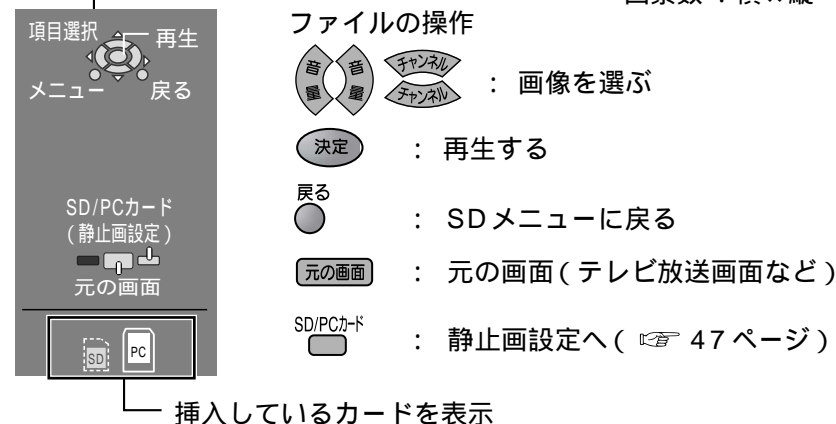 項目選択 再生
メニュー 戻る
SD/PCカード
(静止画設定)
元の画面
SD PC
挿入しているカードを表示
ファイルの操作
音量 音量 チャンネル チャンネル : 画像を選ぶ
決定 : 再生する
戻る : SDメニューに戻る
元の画面 : 元の画面(テレビ放送画面など)
SD/PCカード : 静止画設定へ( ☞ 47ページ)